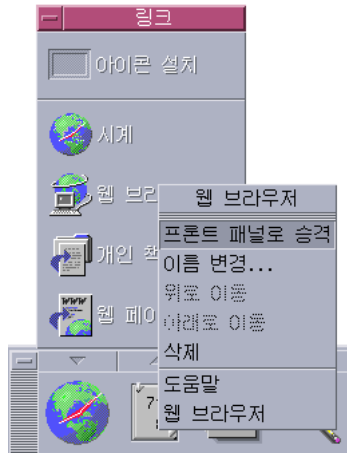 링크
아이콘 설치
시계
웹 브라
웹 브라우저
프론트 패널로 승격
개인 책
이름 변경...
위로 이동
웹 페이
아래로 이동
삭제
도움말
7
웹 브라우저